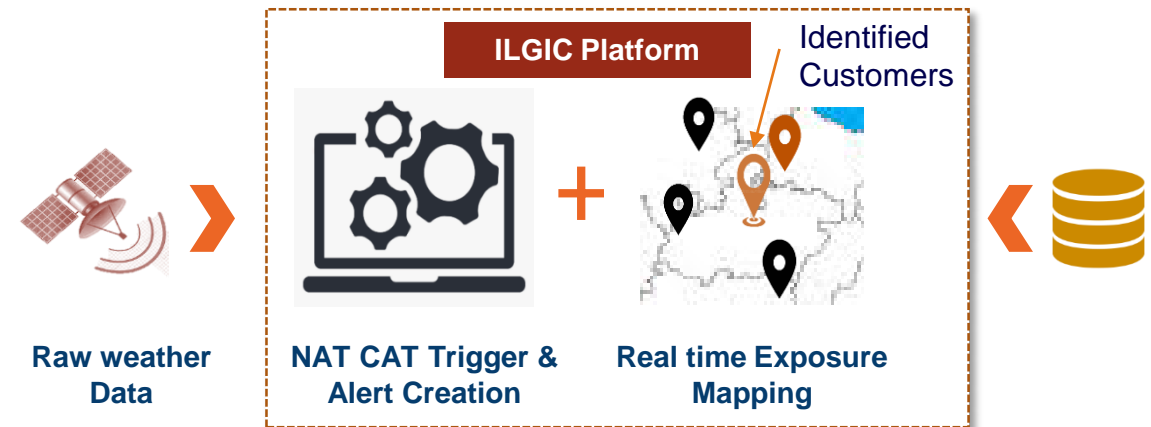 ILGIC Platform
Identified
Customers
Raw weather
Data
NAT CAT Trigger &
Alert Creation
Real time Exposure
Mapping